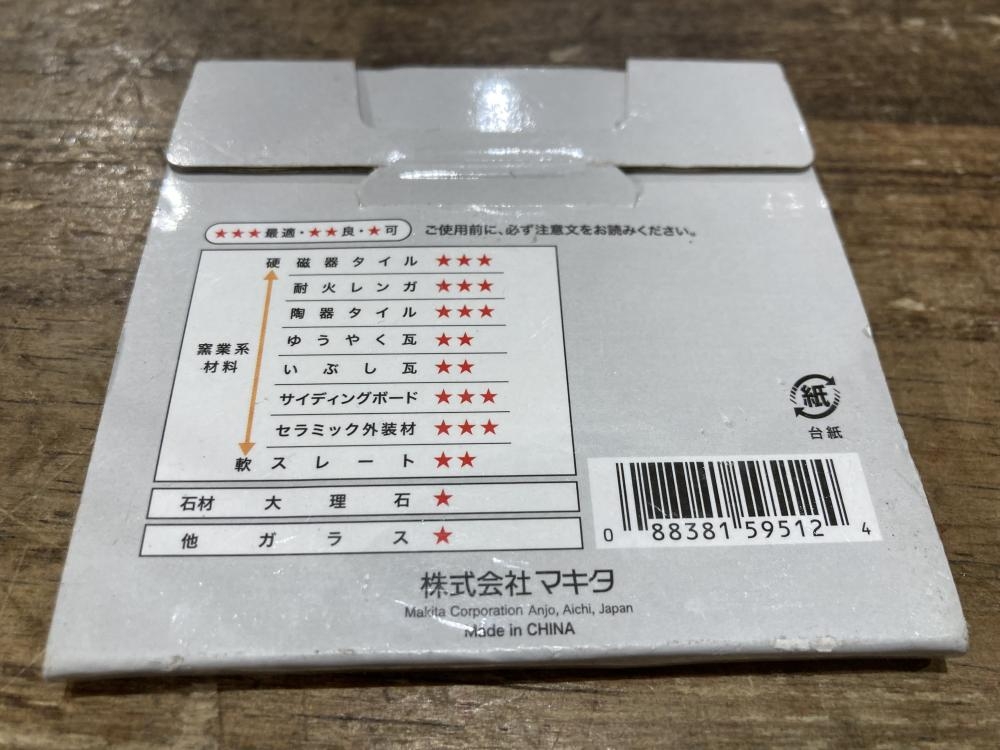 ★★★最適・★★良・★可 ご使用前に、必ず注意文をお読みください。
硬 磁器タイル ★★★
耐火レンガ ★★★
陶器タイル ★★★
ゆうやく瓦 ★★
窯業系
材料
いぶし瓦 ★★
サイディングボード ★★★
セラミック外装材 ★★★
軟 スレート ★★
石材 大理石 ★
他 ガラス ★
紙
台紙
0 88381 59512 4
株式会社マキタ
Makita Corporation Anjo, Aichi, Japan
Made in CHINA